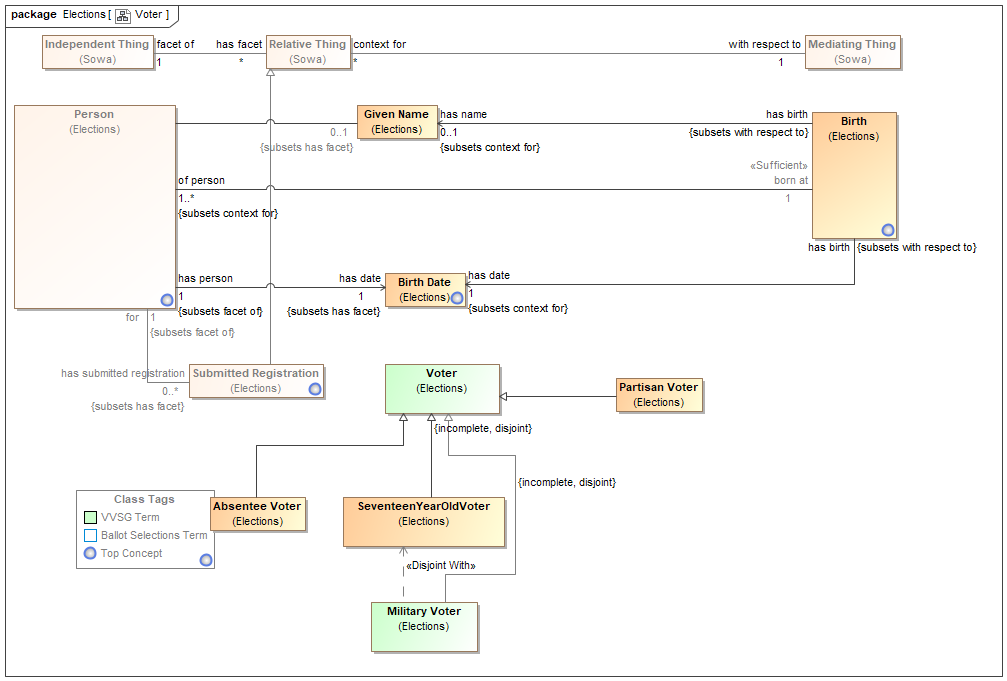 package Elections [ Voter ]
Independent Thing
(Sowa)
facet of
1
has facet
*
Relative Thing
(Sowa)
context for
*
with respect to
1
Mediating Thing
(Sowa)
Person
(Elections)
0..1
{subsets has facet}
Given Name
(Elections)
has name
0..1
{subsets context for}
has birth
{subsets with respect to}
Birth
(Elections)
of person
1..*
{subsets context for}
«Sufficient»
born at
1
has birth
{subsets with respect to}
has person
1
{subsets facet of}
has date
1
{subsets has facet}
Birth Date
(Elections)
has date
1
{subsets context for}
for
1
{subsets facet of}
has submitted registration
0..*
{subsets has facet}
Submitted Registration
(Elections)
Voter
(Elections)
Partisan Voter
(Elections)
{incomplete, disjoint}
{incomplete, disjoint}
Class Tags
VVSG Term
Ballot Selections Term
Top Concept
Absentee Voter
(Elections)
SeventeenYearOldVoter
(Elections)
«Disjoint With»
Military Voter
(Elections)